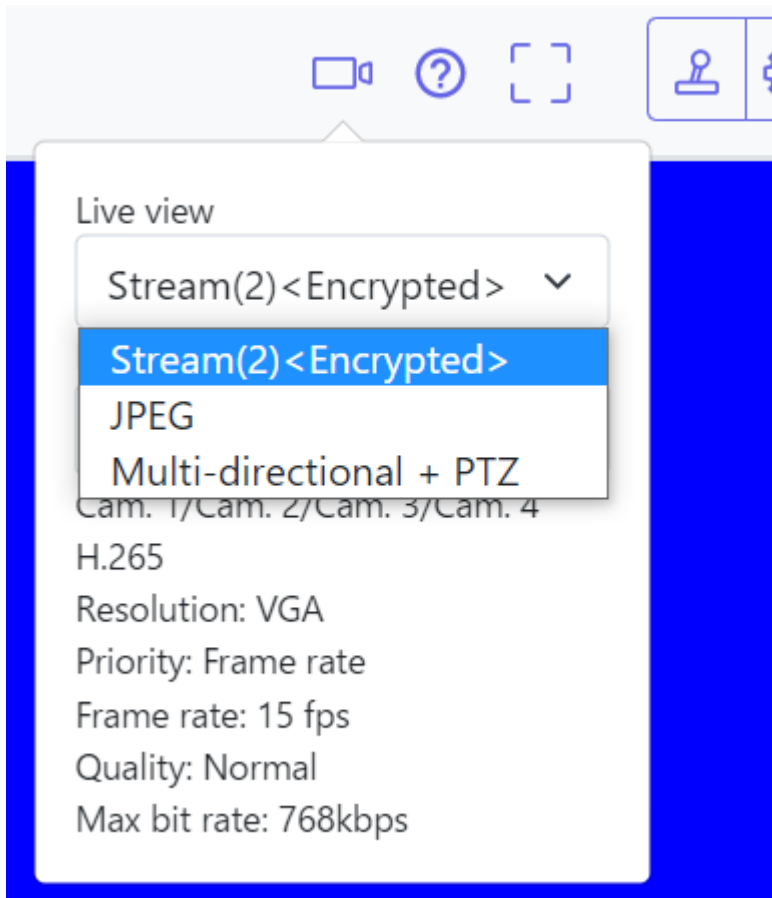 Live view
Stream(2)<Encrypted>
Stream(2)<Encrypted>
JPEG
Multi-directional + PTZ
Cam. 1/Cam. 2/Cam. 3/Cam. 4
H.265
Resolution: VGA
Priority: Frame rate
Frame rate: 15 fps
Quality: Normal
Max bit rate: 768kbps